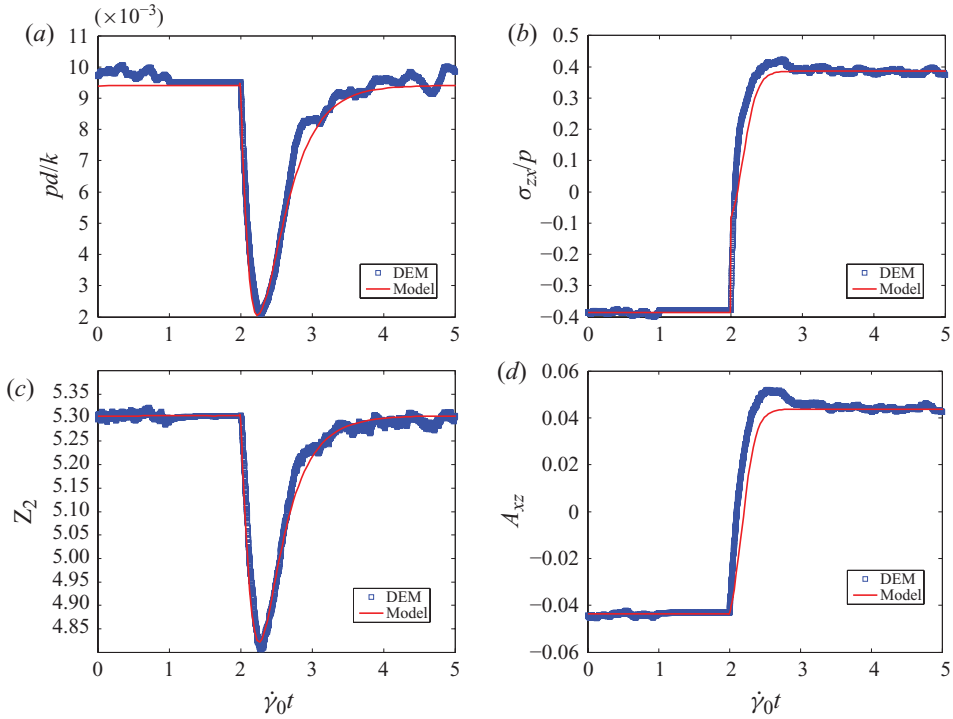 (×10⁻³)
(a)
11
10
9
8
7
6
5
4
3
2
pd/k
DEM
Model
0 1 2 3 4 5
(b)
0.5
0.4
0.3
0.2
0.1
0
−0.1
−0.2
−0.3
−0.4
σzx/p
DEM
Model
0 1 2 3 4 5
(c)
5.35
5.30
5.20
5.15
5.10
5.05
5.00
4.95
4.90
4.85
Z₂
DEM
Model
0 1 2 3 4 5
γ̇₀t
(d)
0.06
0.04
0.02
0
−0.02
−0.04
−0.06
Axz
DEM
Model
0 1 2 3 4 5
γ̇₀t